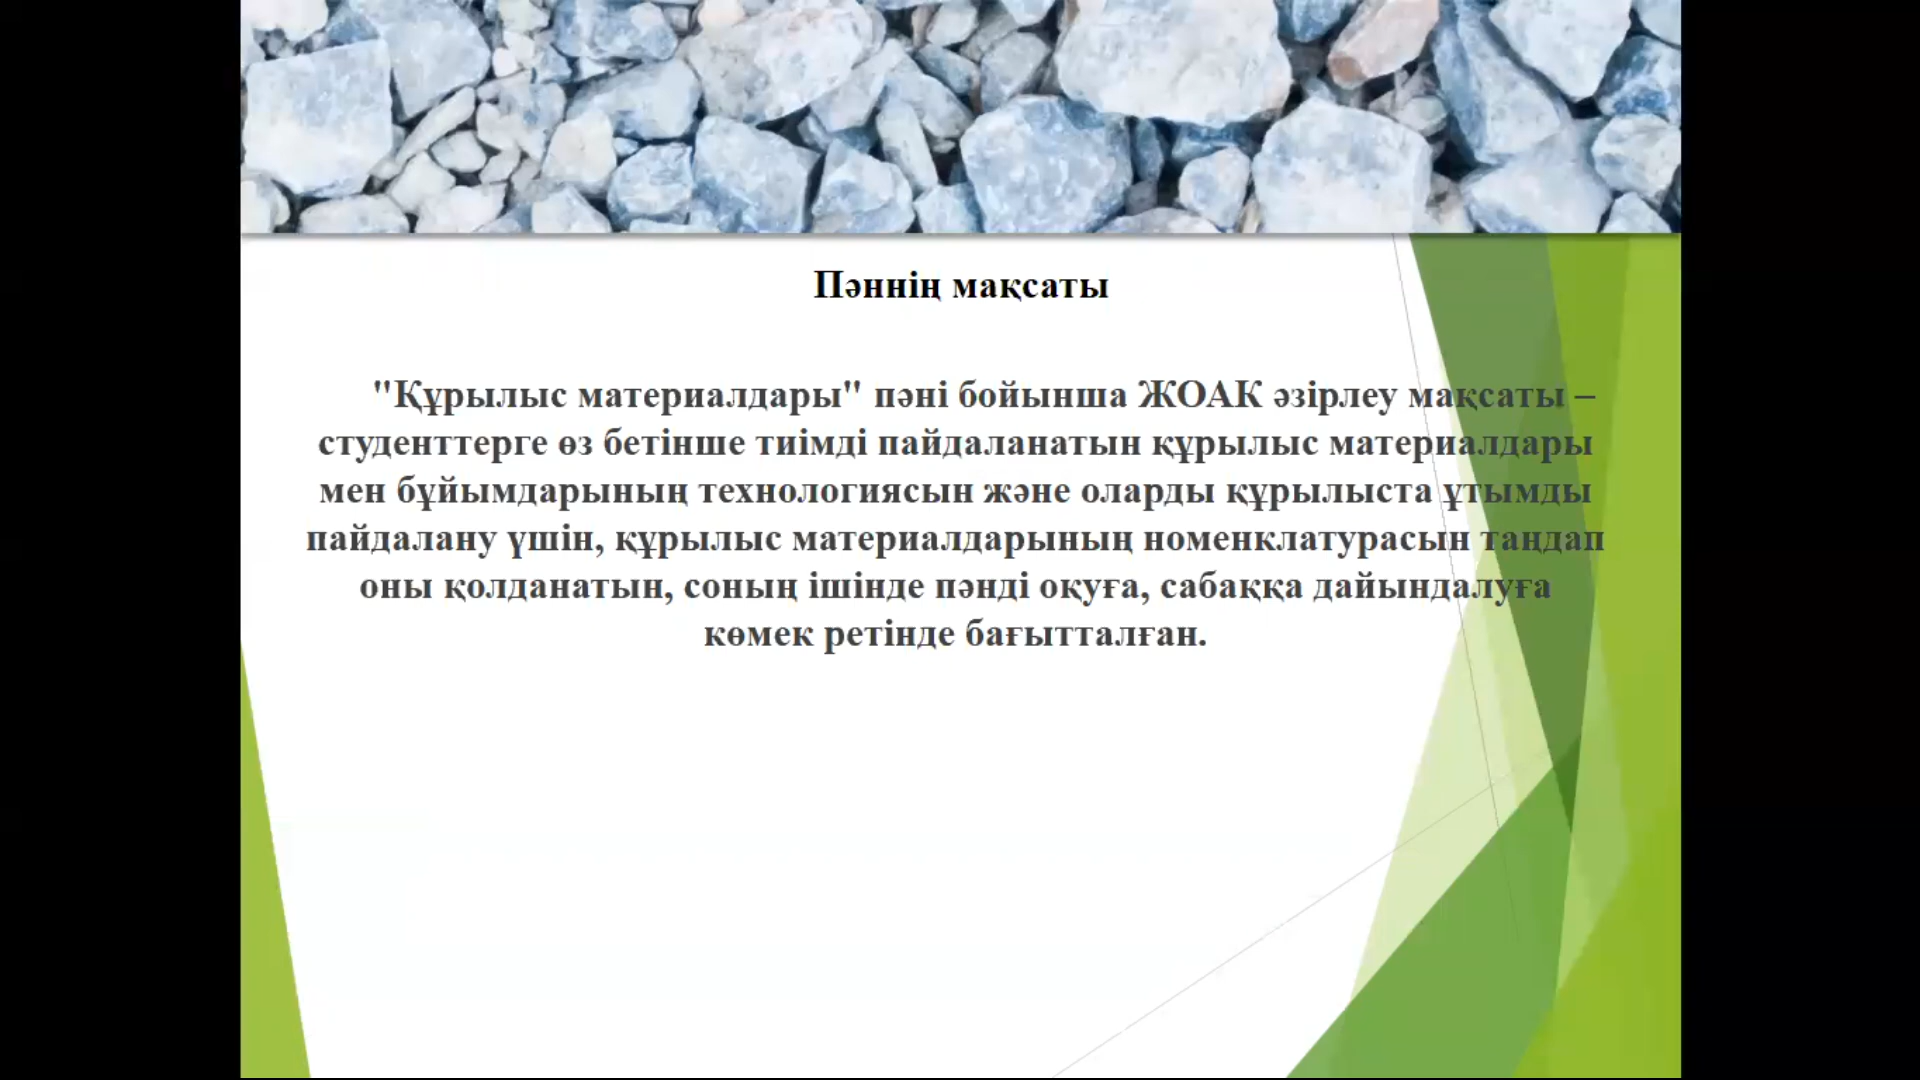 Пәннің мақсаты
"Құрылыс материалдары" пәні бойынша ЖОАК әзірлеу мақсаты –
студенттерге өз бетінше тиімді пайдаланатын құрылыс материалдары
мен бұйымдарының технологиясын және оларды құрылыста ұтымды
пайдалану үшін, құрылыс материалдарының номенклатурасын таңдап
оны қолданатын, соның ішінде пәнді оқуға, сабаққа дайындалуға
көмек ретінде бағытталған.